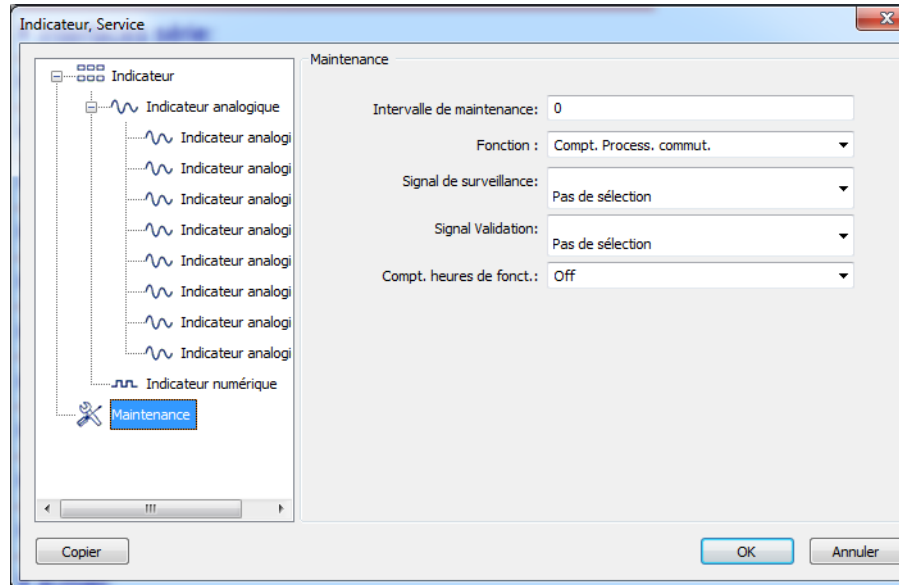 Indicateur, Service
Indicateur
Indicateur analogique
Indicateur analogi
Indicateur analogi
Indicateur analogi
Indicateur analogi
Indicateur analogi
Indicateur analogi
Indicateur analogi
Indicateur analogi
Indicateur numérique
Maintenance
Maintenance
Intervalle de maintenance: 0
Fonction : Compt. Process. commut.
Signal de surveillance:
Pas de sélection
Signal Validation:
Pas de sélection
Compt. heures de fonct.: Off
Copier
OK
Annuler